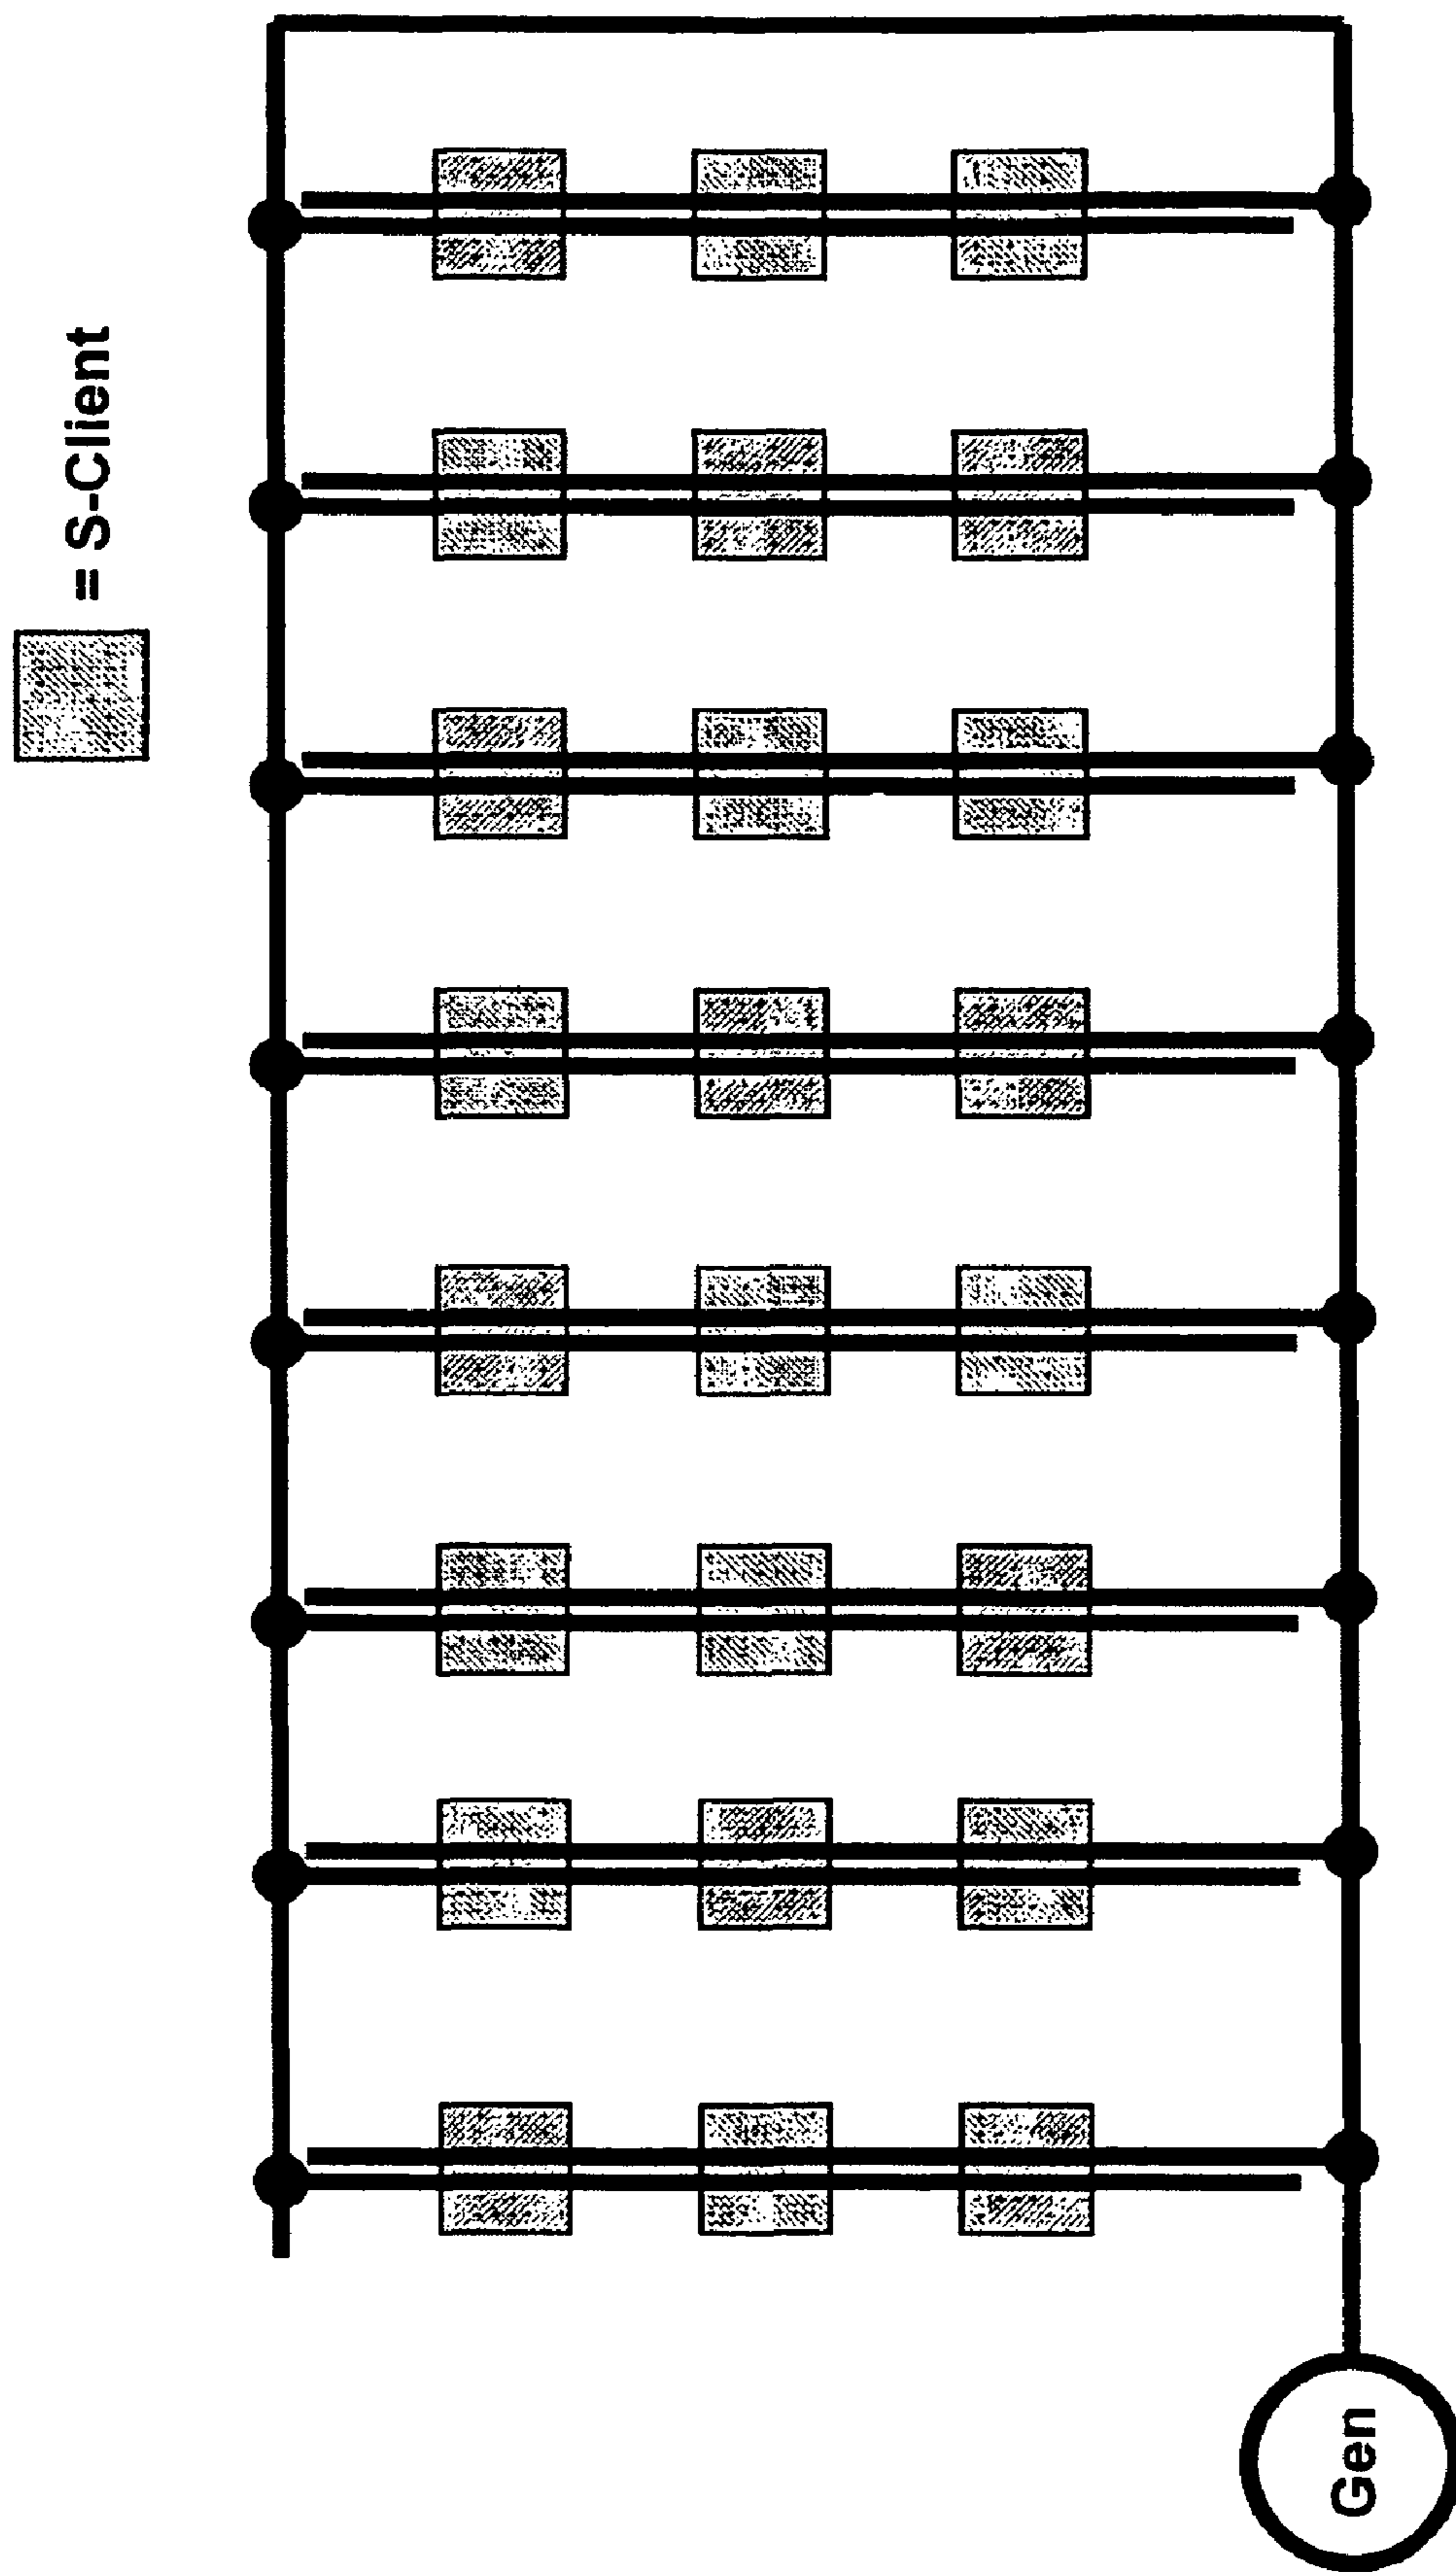 = S-Client
Gen